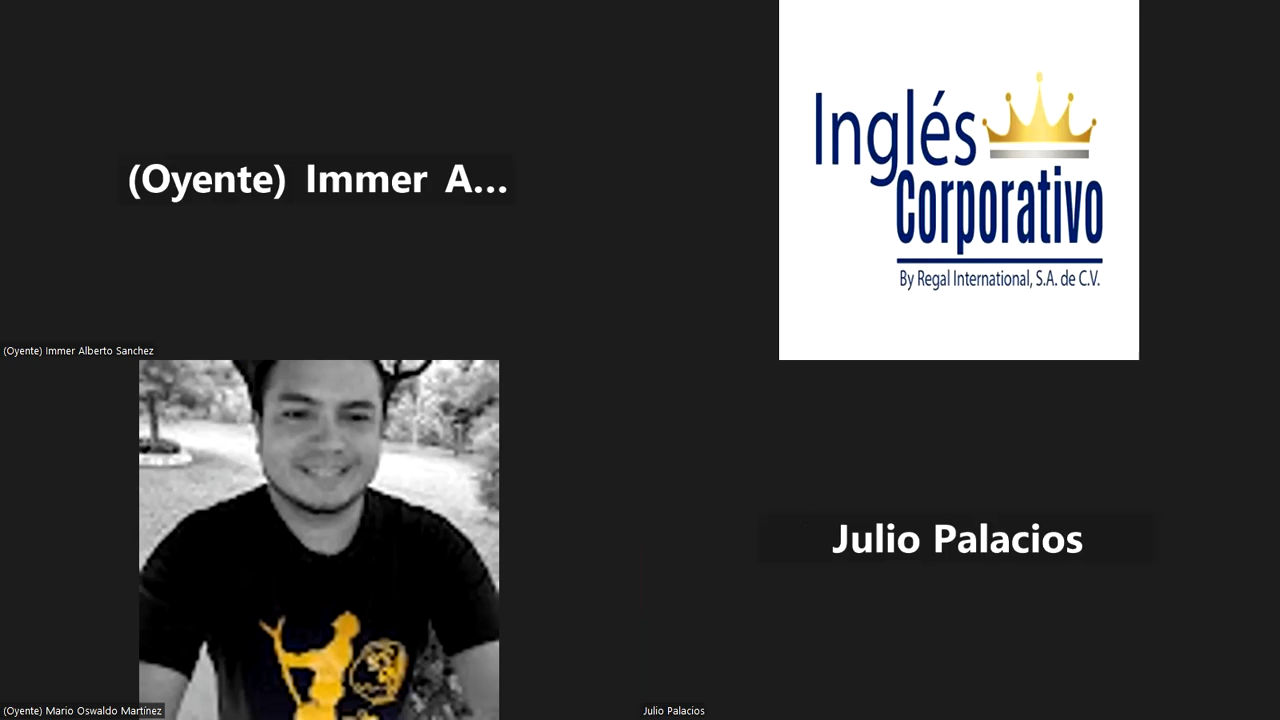 (Oyente) Immer A...
(Oyente) Immer Alberto Sanchez
Inglés
Corporativo
By Regal International, S.A. de C.V.
(Oyente) Mario Oswaldo Martínez
Julio Palacios
Julio Palacios